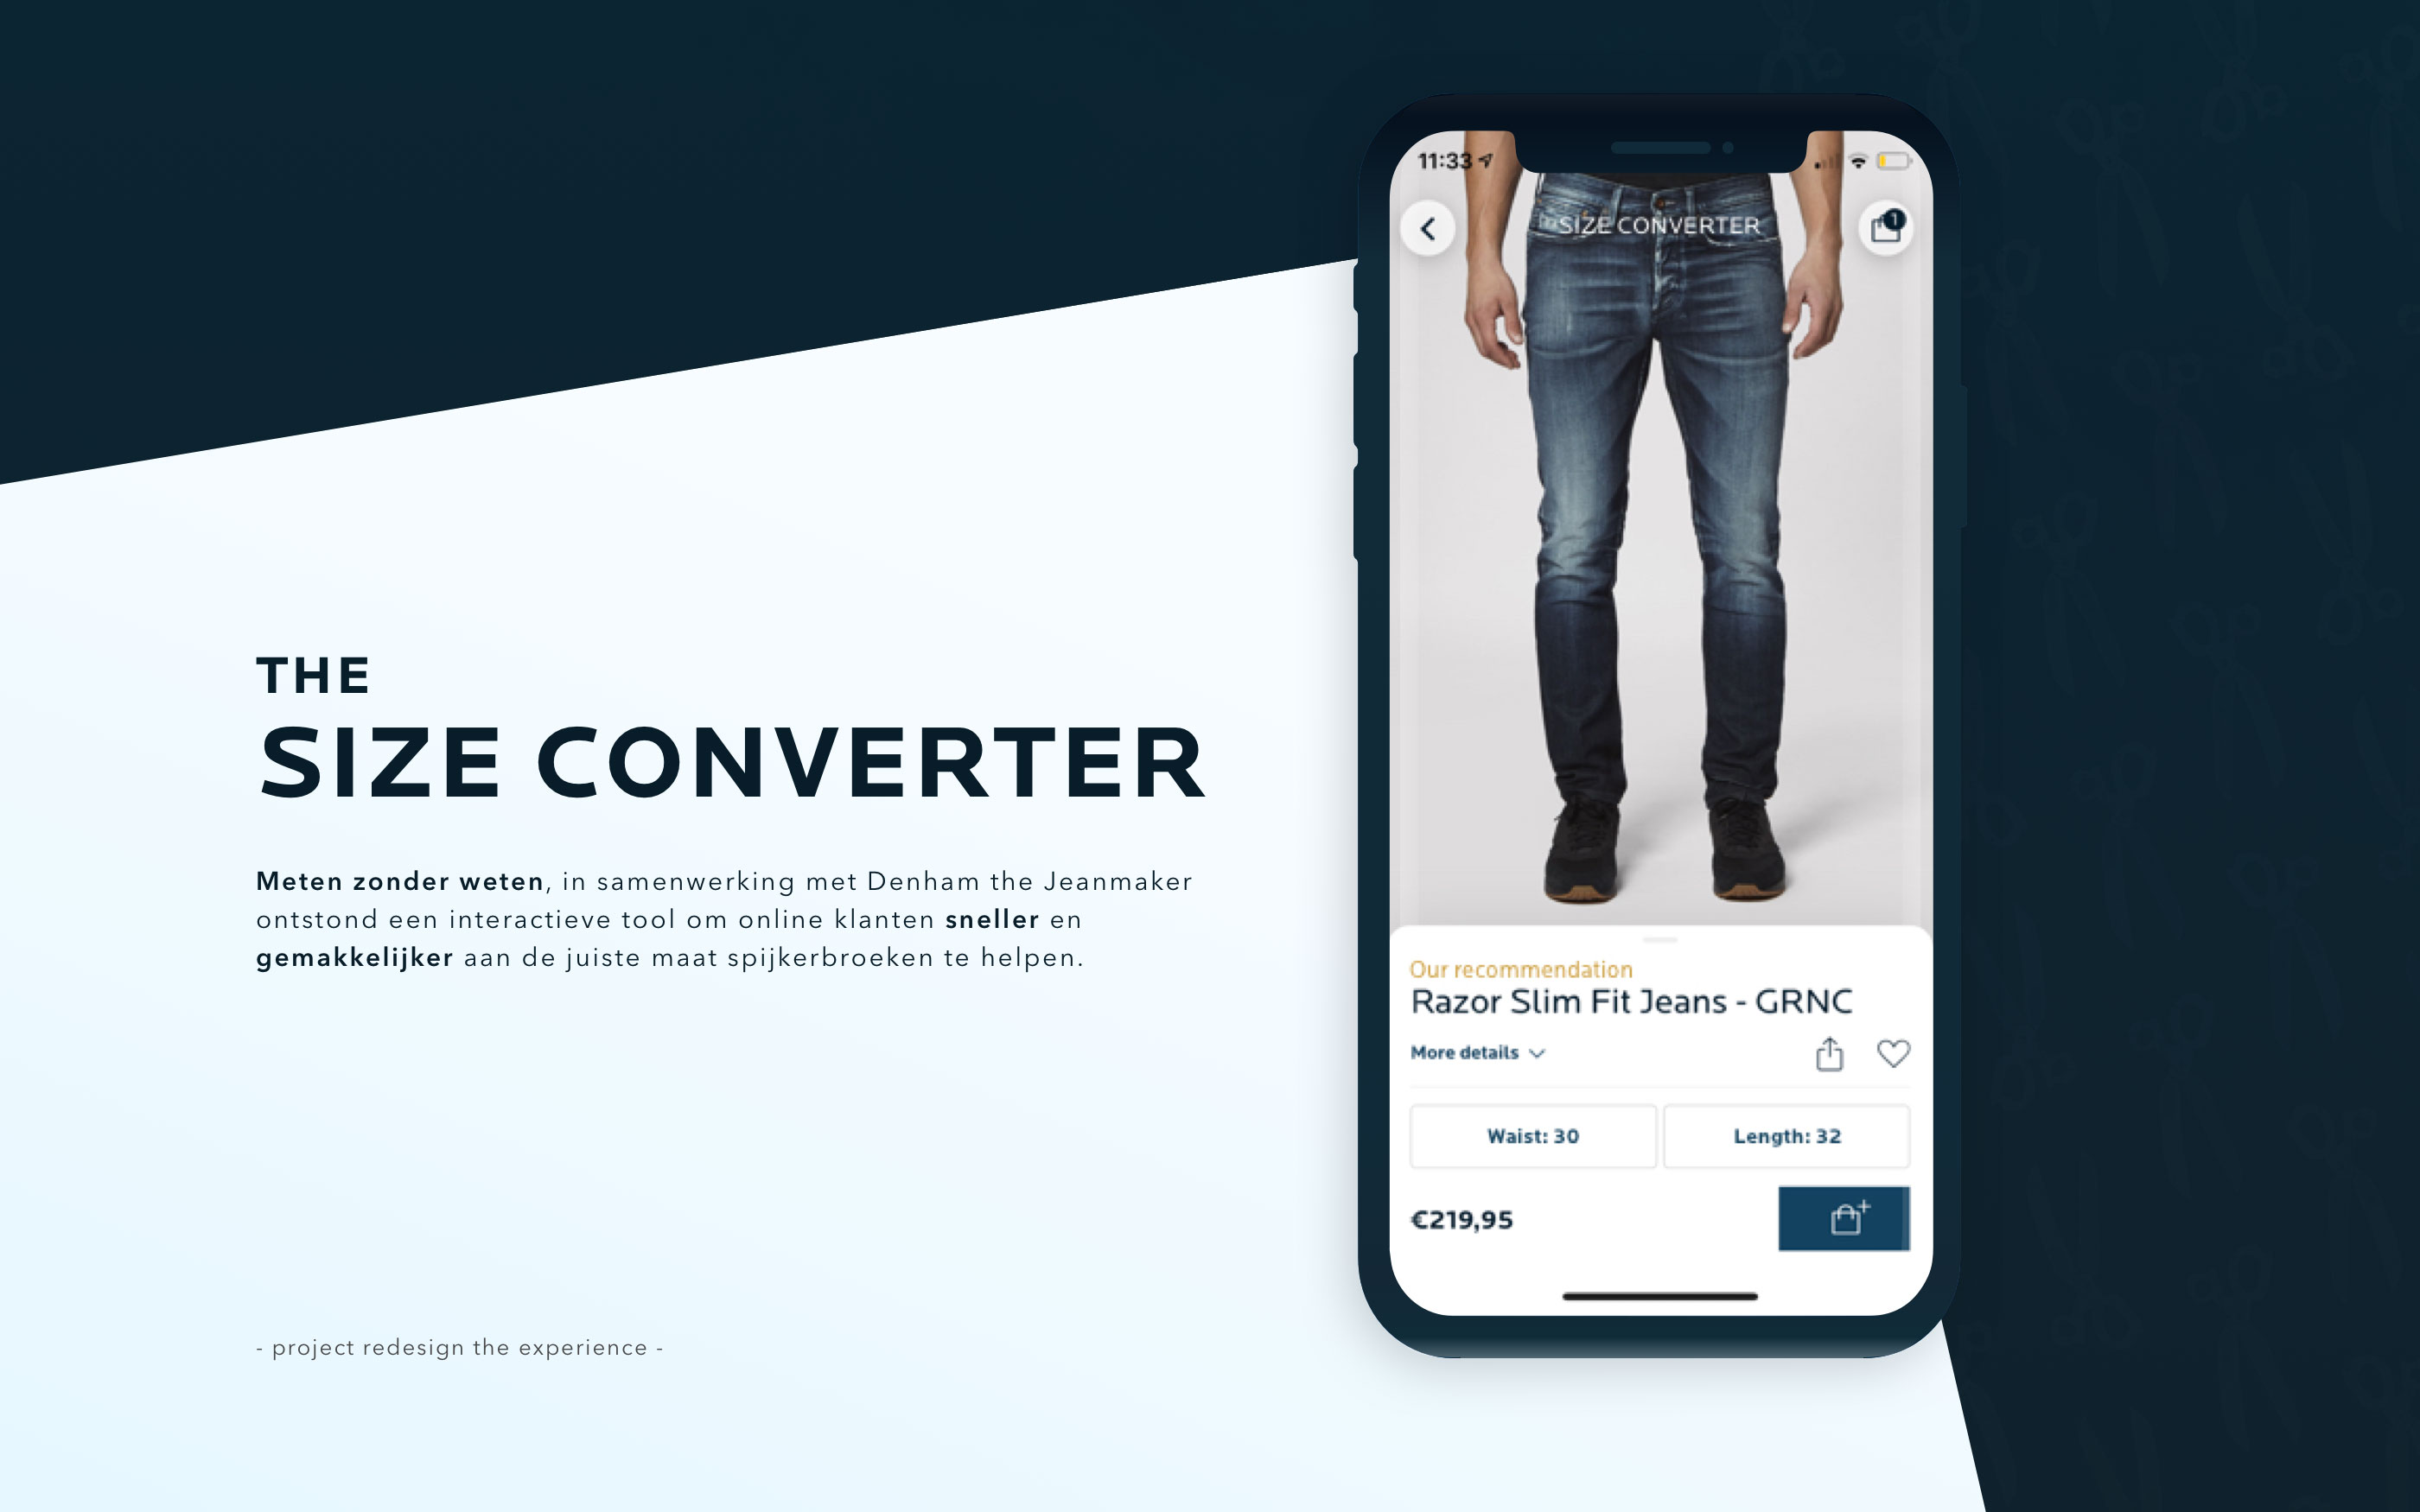 THE
SIZE CONVERTER
Meten zonder weten, in samenwerking met Denham the Jeanmaker
ontstond een interactieve tool om online klanten sneller en
gemakkelijker aan de juiste maat spijkerbroeken te helpen.
- project redesign the experience -
11:33
SIZE CONVERTER
1
Our recommendation
Razor Slim Fit Jeans - GRNC
More details
Waist: 30
Length: 32
€219,95